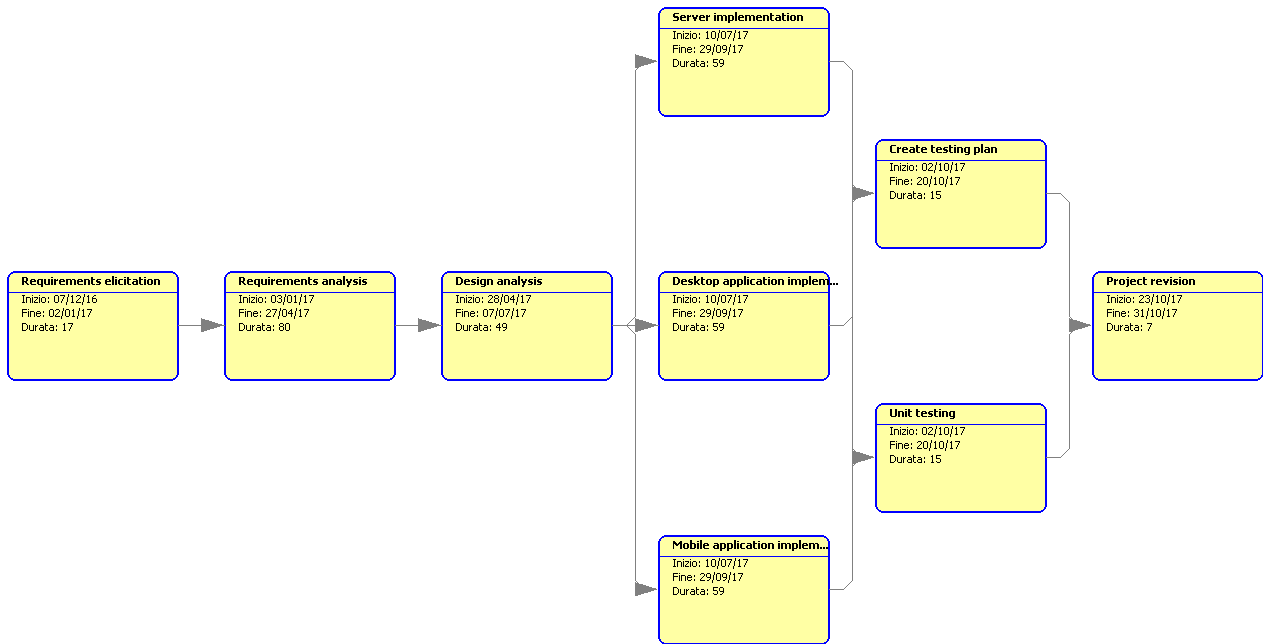 Server implementation
Inizio: 10/07/17
Fine: 29/09/17
Durata: 59
Create testing plan
Inizio: 02/10/17
Fine: 20/10/17
Durata: 15
Requirements elicitation
Inizio: 07/12/16
Fine: 02/01/17
Durata: 17
Requirements analysis
Inizio: 03/01/17
Fine: 27/04/17
Durata: 80
Design analysis
Inizio: 28/04/17
Fine: 07/07/17
Durata: 49
Desktop application implem...
Inizio: 10/07/17
Fine: 29/09/17
Durata: 59
Project revision
Inizio: 23/10/17
Fine: 31/10/17
Durata: 7
Unit testing
Inizio: 02/10/17
Fine: 20/10/17
Durata: 15
Mobile application implem...
Inizio: 10/07/17
Fine: 29/09/17
Durata: 59